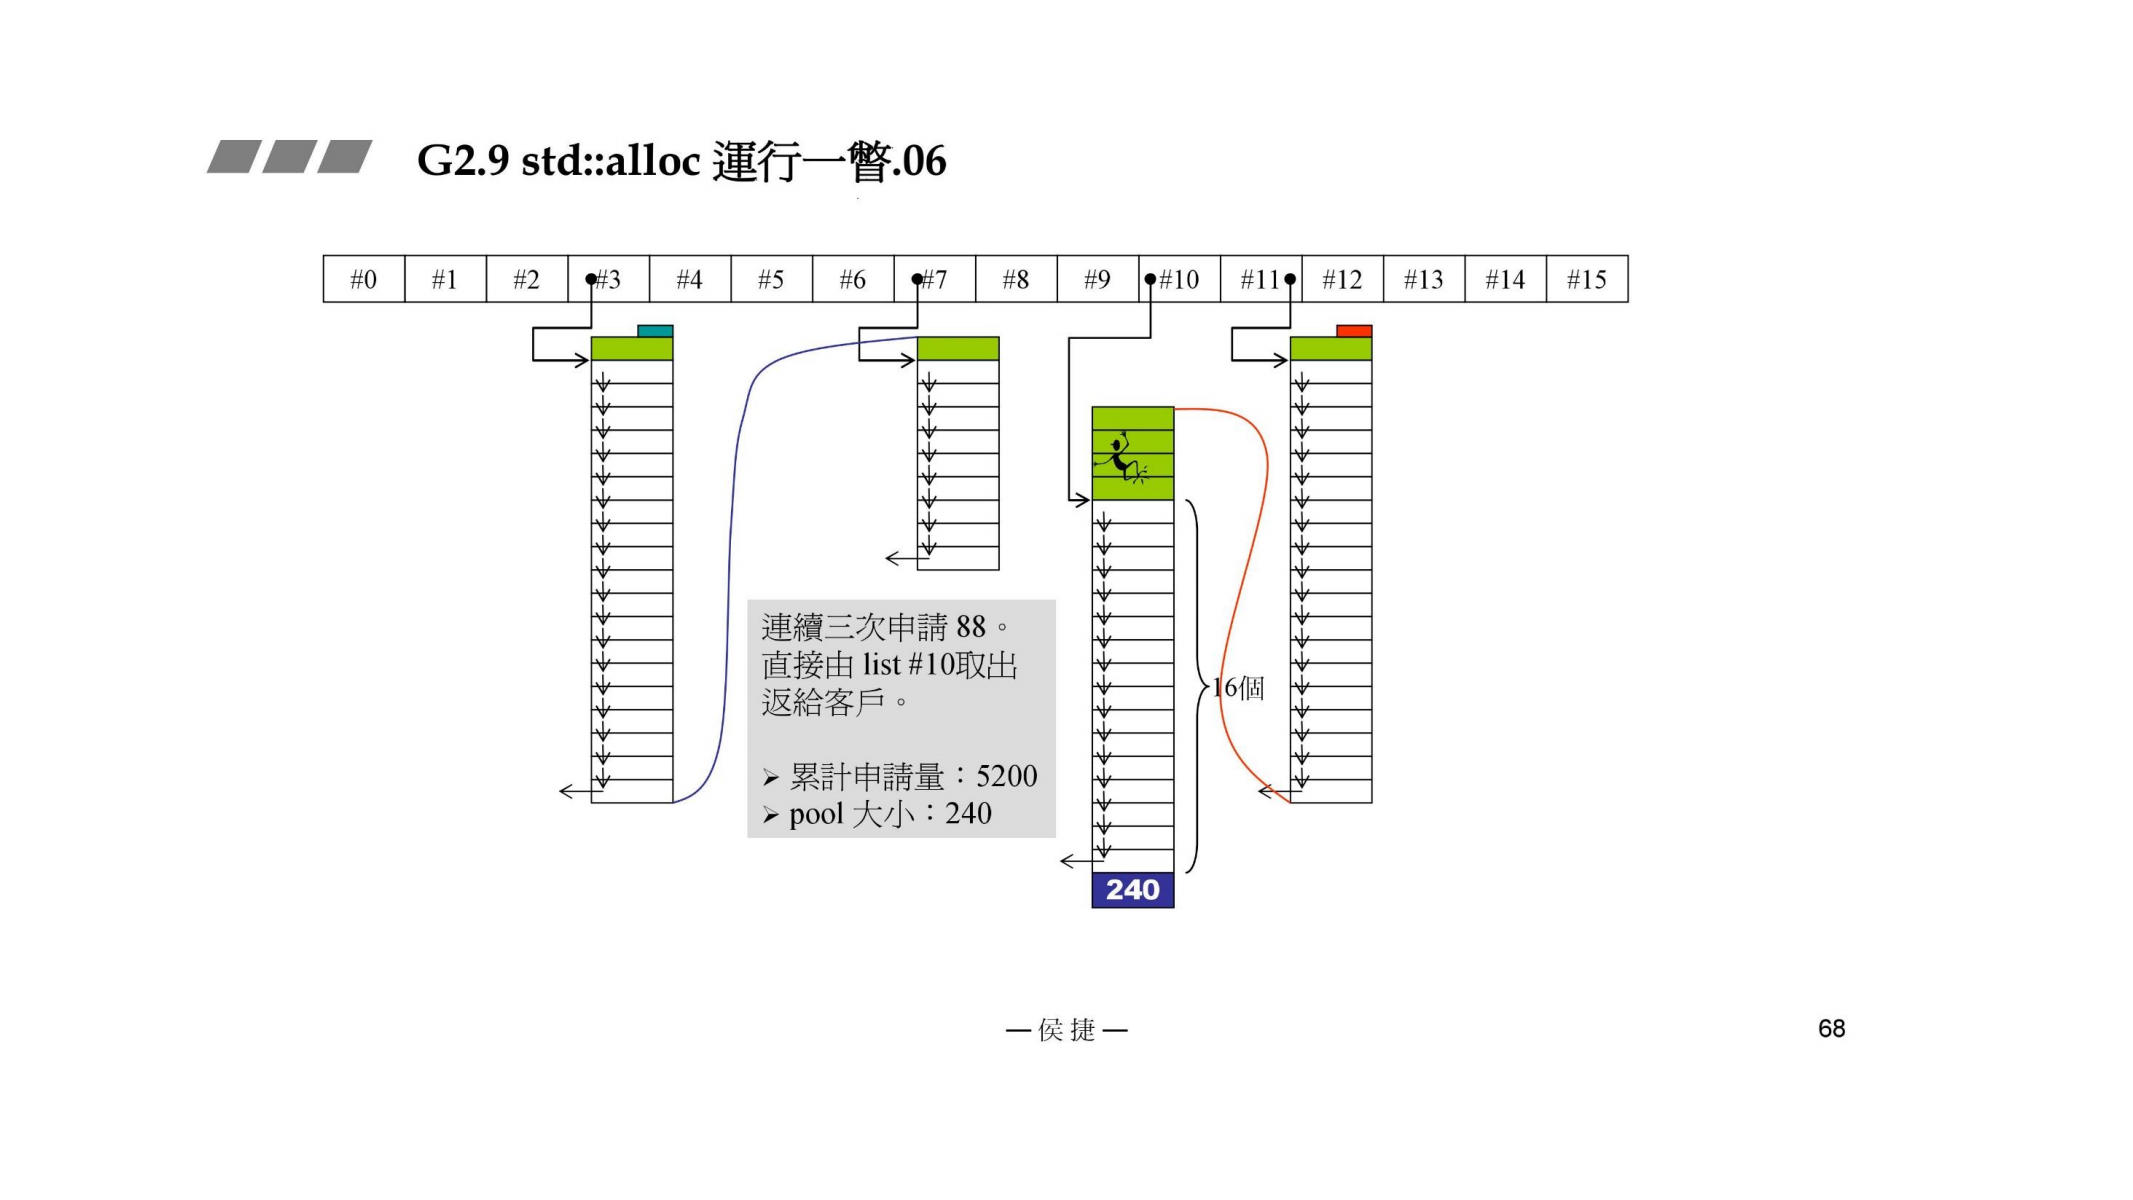 G2.9 std::alloc 運行一瞥.06
#0 #1 #2 #3 #4 #5 #6 #7 #8 #9 #10 #11 #12 #13 #14 #15
連續三次申請 88。
直接由 list #10取出
返給客戶。
➢ 累計申請量：5200
➢ pool 大小：240
16個
240
— 侯 捷 —
68